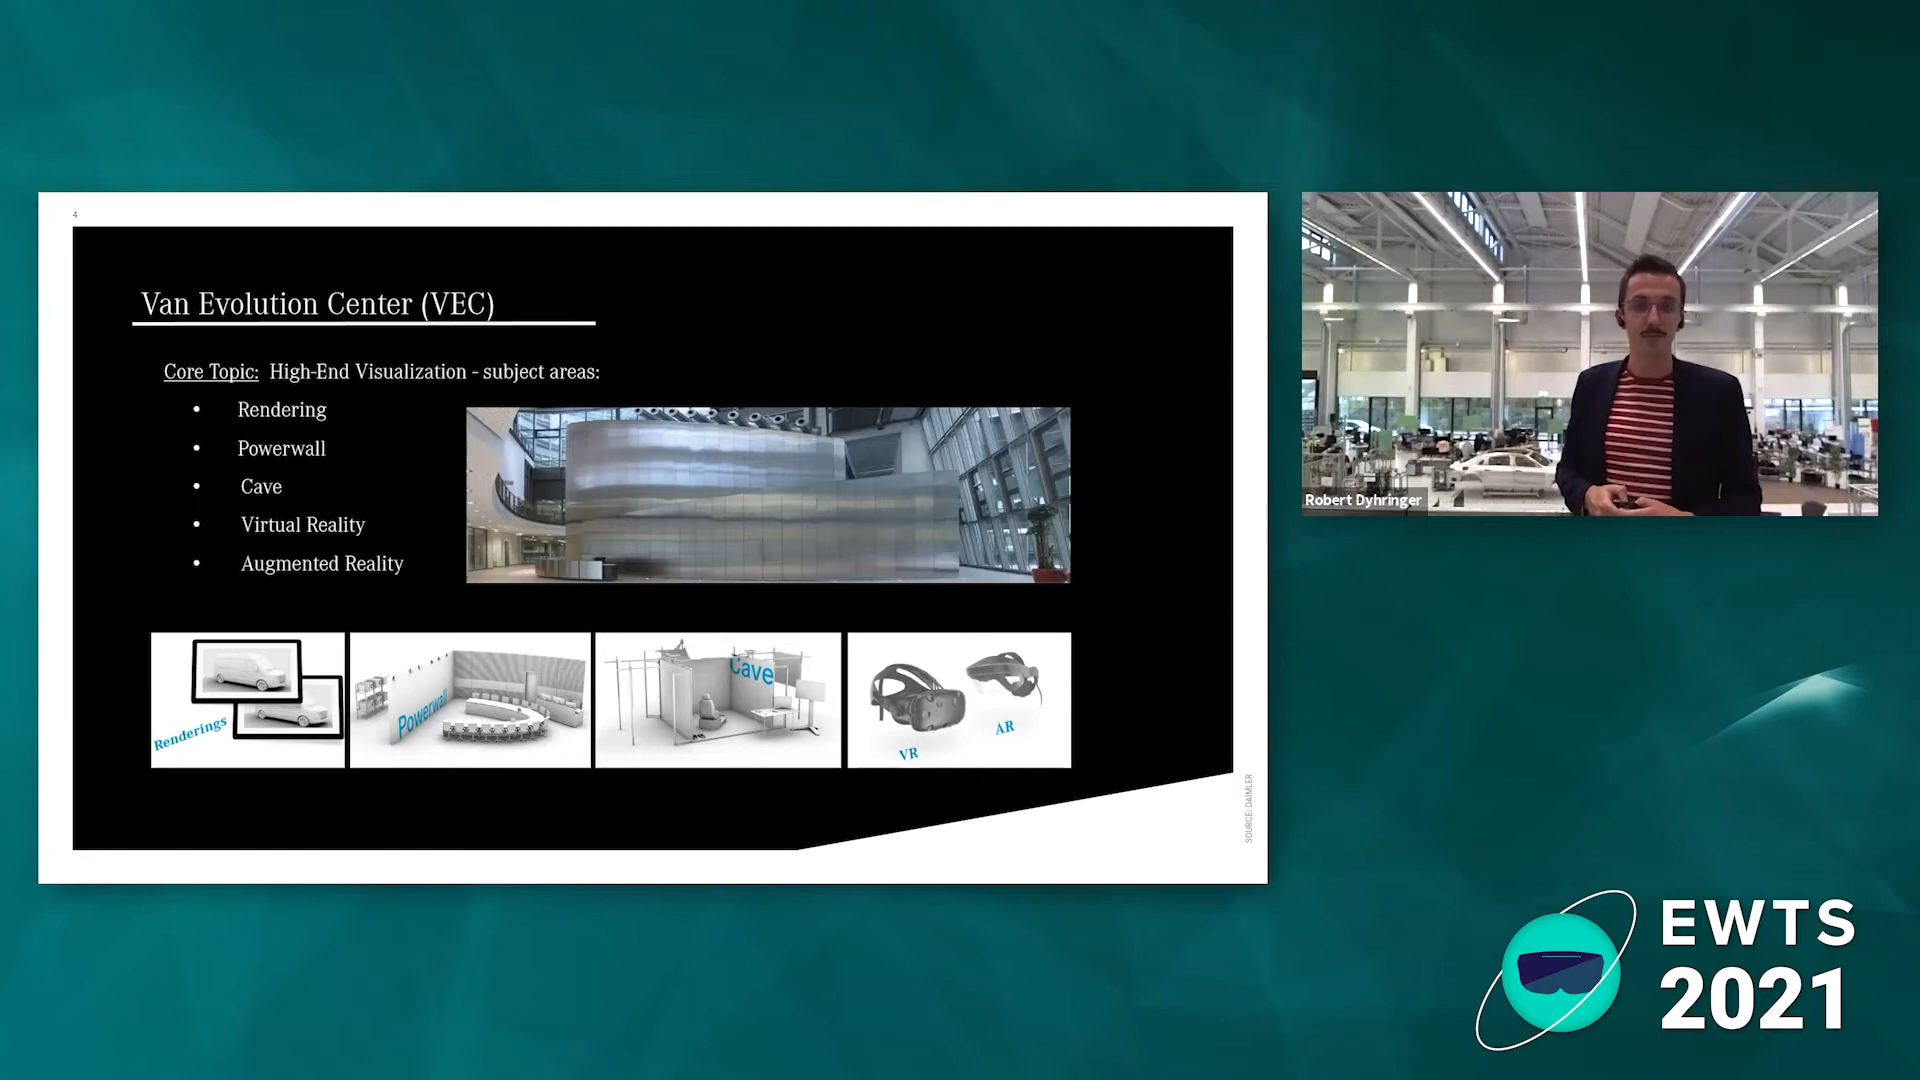 4
Van Evolution Center (VEC)
Core Topic: High-End Visualization - subject areas:
• Rendering
• Powerwall
• Cave
• Virtual Reality
• Augmented Reality
Renderings
Powerwall
Cave
VR
AR
SOURCE: DAIMLER
Robert Dyhringer
EWTS
2021